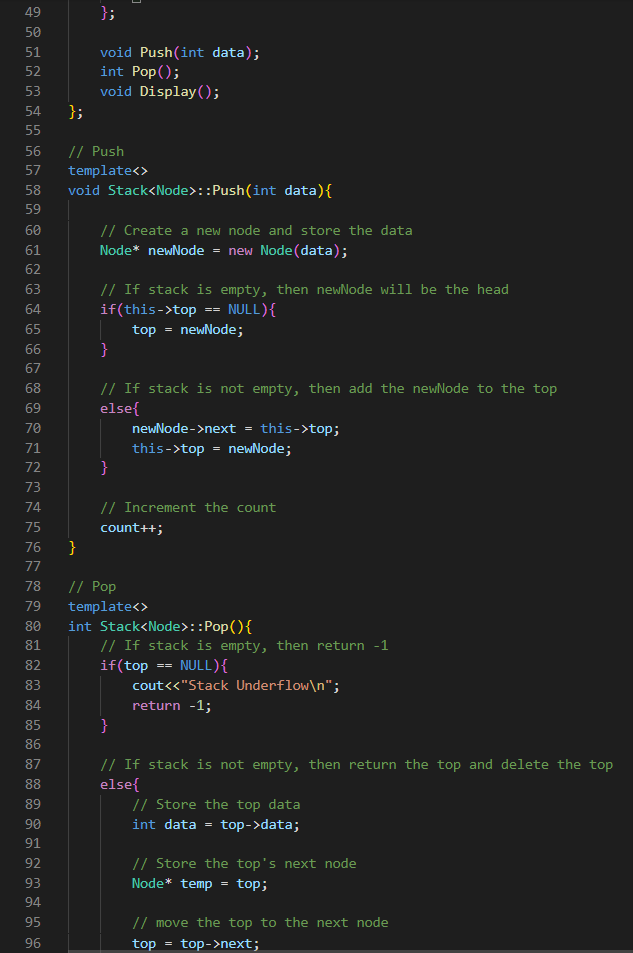 49 };
50
51 void Push(int data);
52 int Pop();
53 void Display();
54 };
55
56 // Push
57 template<>
58 void Stack<Node>::Push(int data){
59
60 // Create a new node and store the data
61 Node* newNode = new Node(data);
62
63 // If stack is empty, then newNode will be the head
64 if(this->top == NULL){
65 top = newNode;
66 }
67
68 // If stack is not empty, then add the newNode to the top
69 else{
70 newNode->next = this->top;
71 this->top = newNode;
72 }
73
74 // Increment the count
75 count++;
76 }
77
78 // Pop
79 template<>
80 int Stack<Node>::Pop(){
81 // If stack is empty, then return -1
82 if(top == NULL){
83 cout<<"Stack Underflow\n";
84 return -1;
85 }
86
87 // If stack is not empty, then return the top and delete the top
88 else{
89 // Store the top data
90 int data = top->data;
91
92 // Store the top's next node
93 Node* temp = top;
94
95 // move the top to the next node
96 top = top->next;